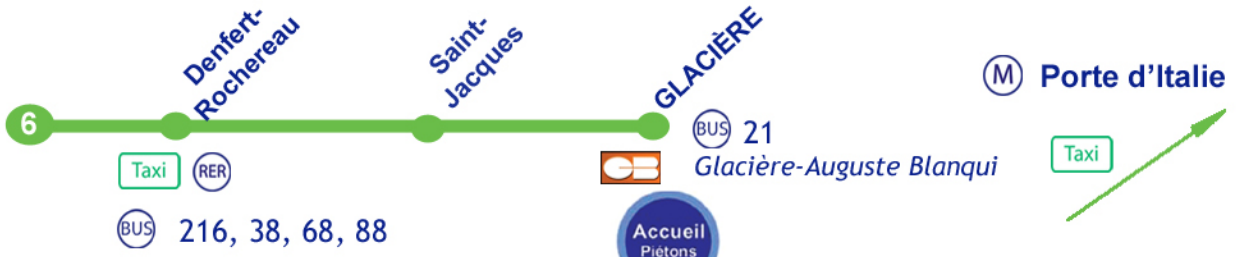 Denfert-
Rochereau
Saint-
Jacques
GLACIÈRE
M Porte d'Italie
6
BUS 21
Taxi RER
CB
Glacière-Auguste Blanqui
Taxi
BUS 216, 38, 68, 88
Accueil
Piétons